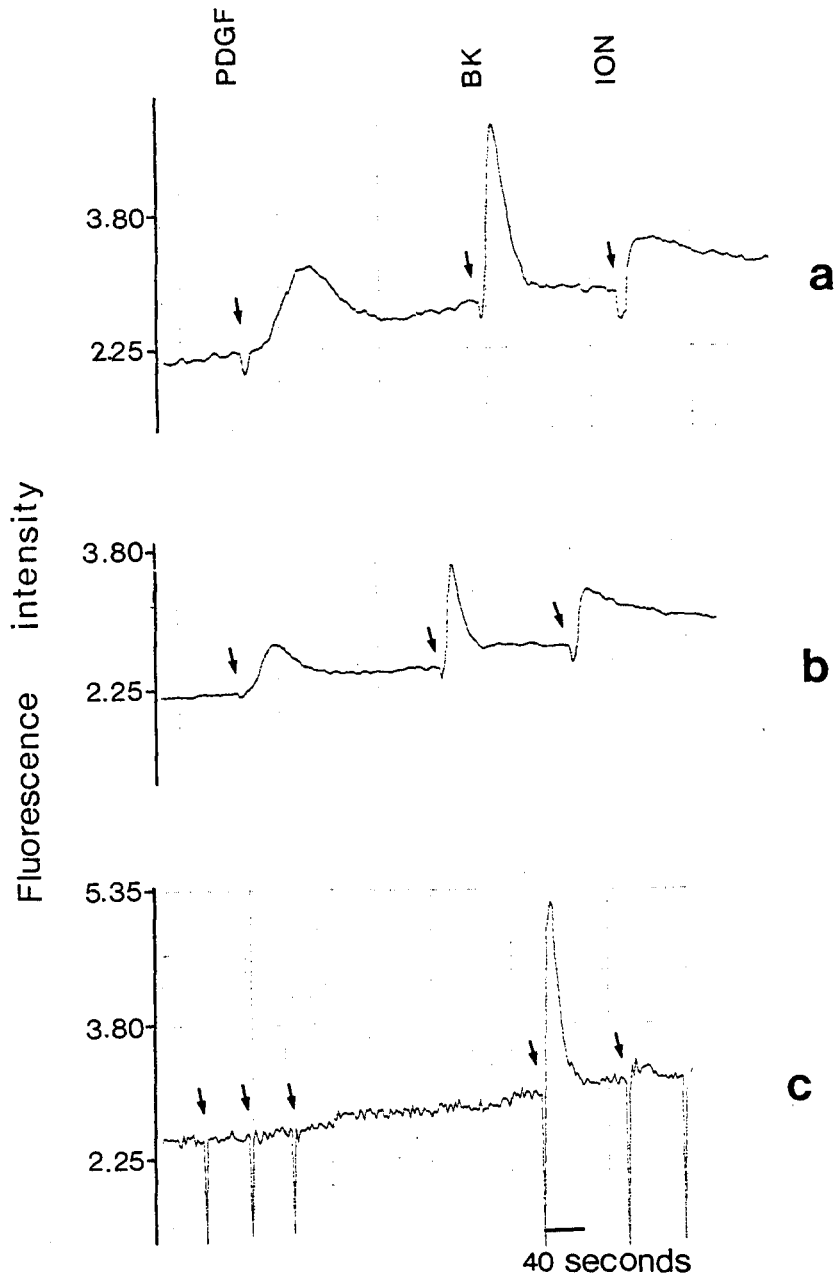 PDGF
BK
ION
3.80
2.25
a
Fluorescence intensity
3.80
2.25
b
5.35
3.80
2.25
c
40 seconds